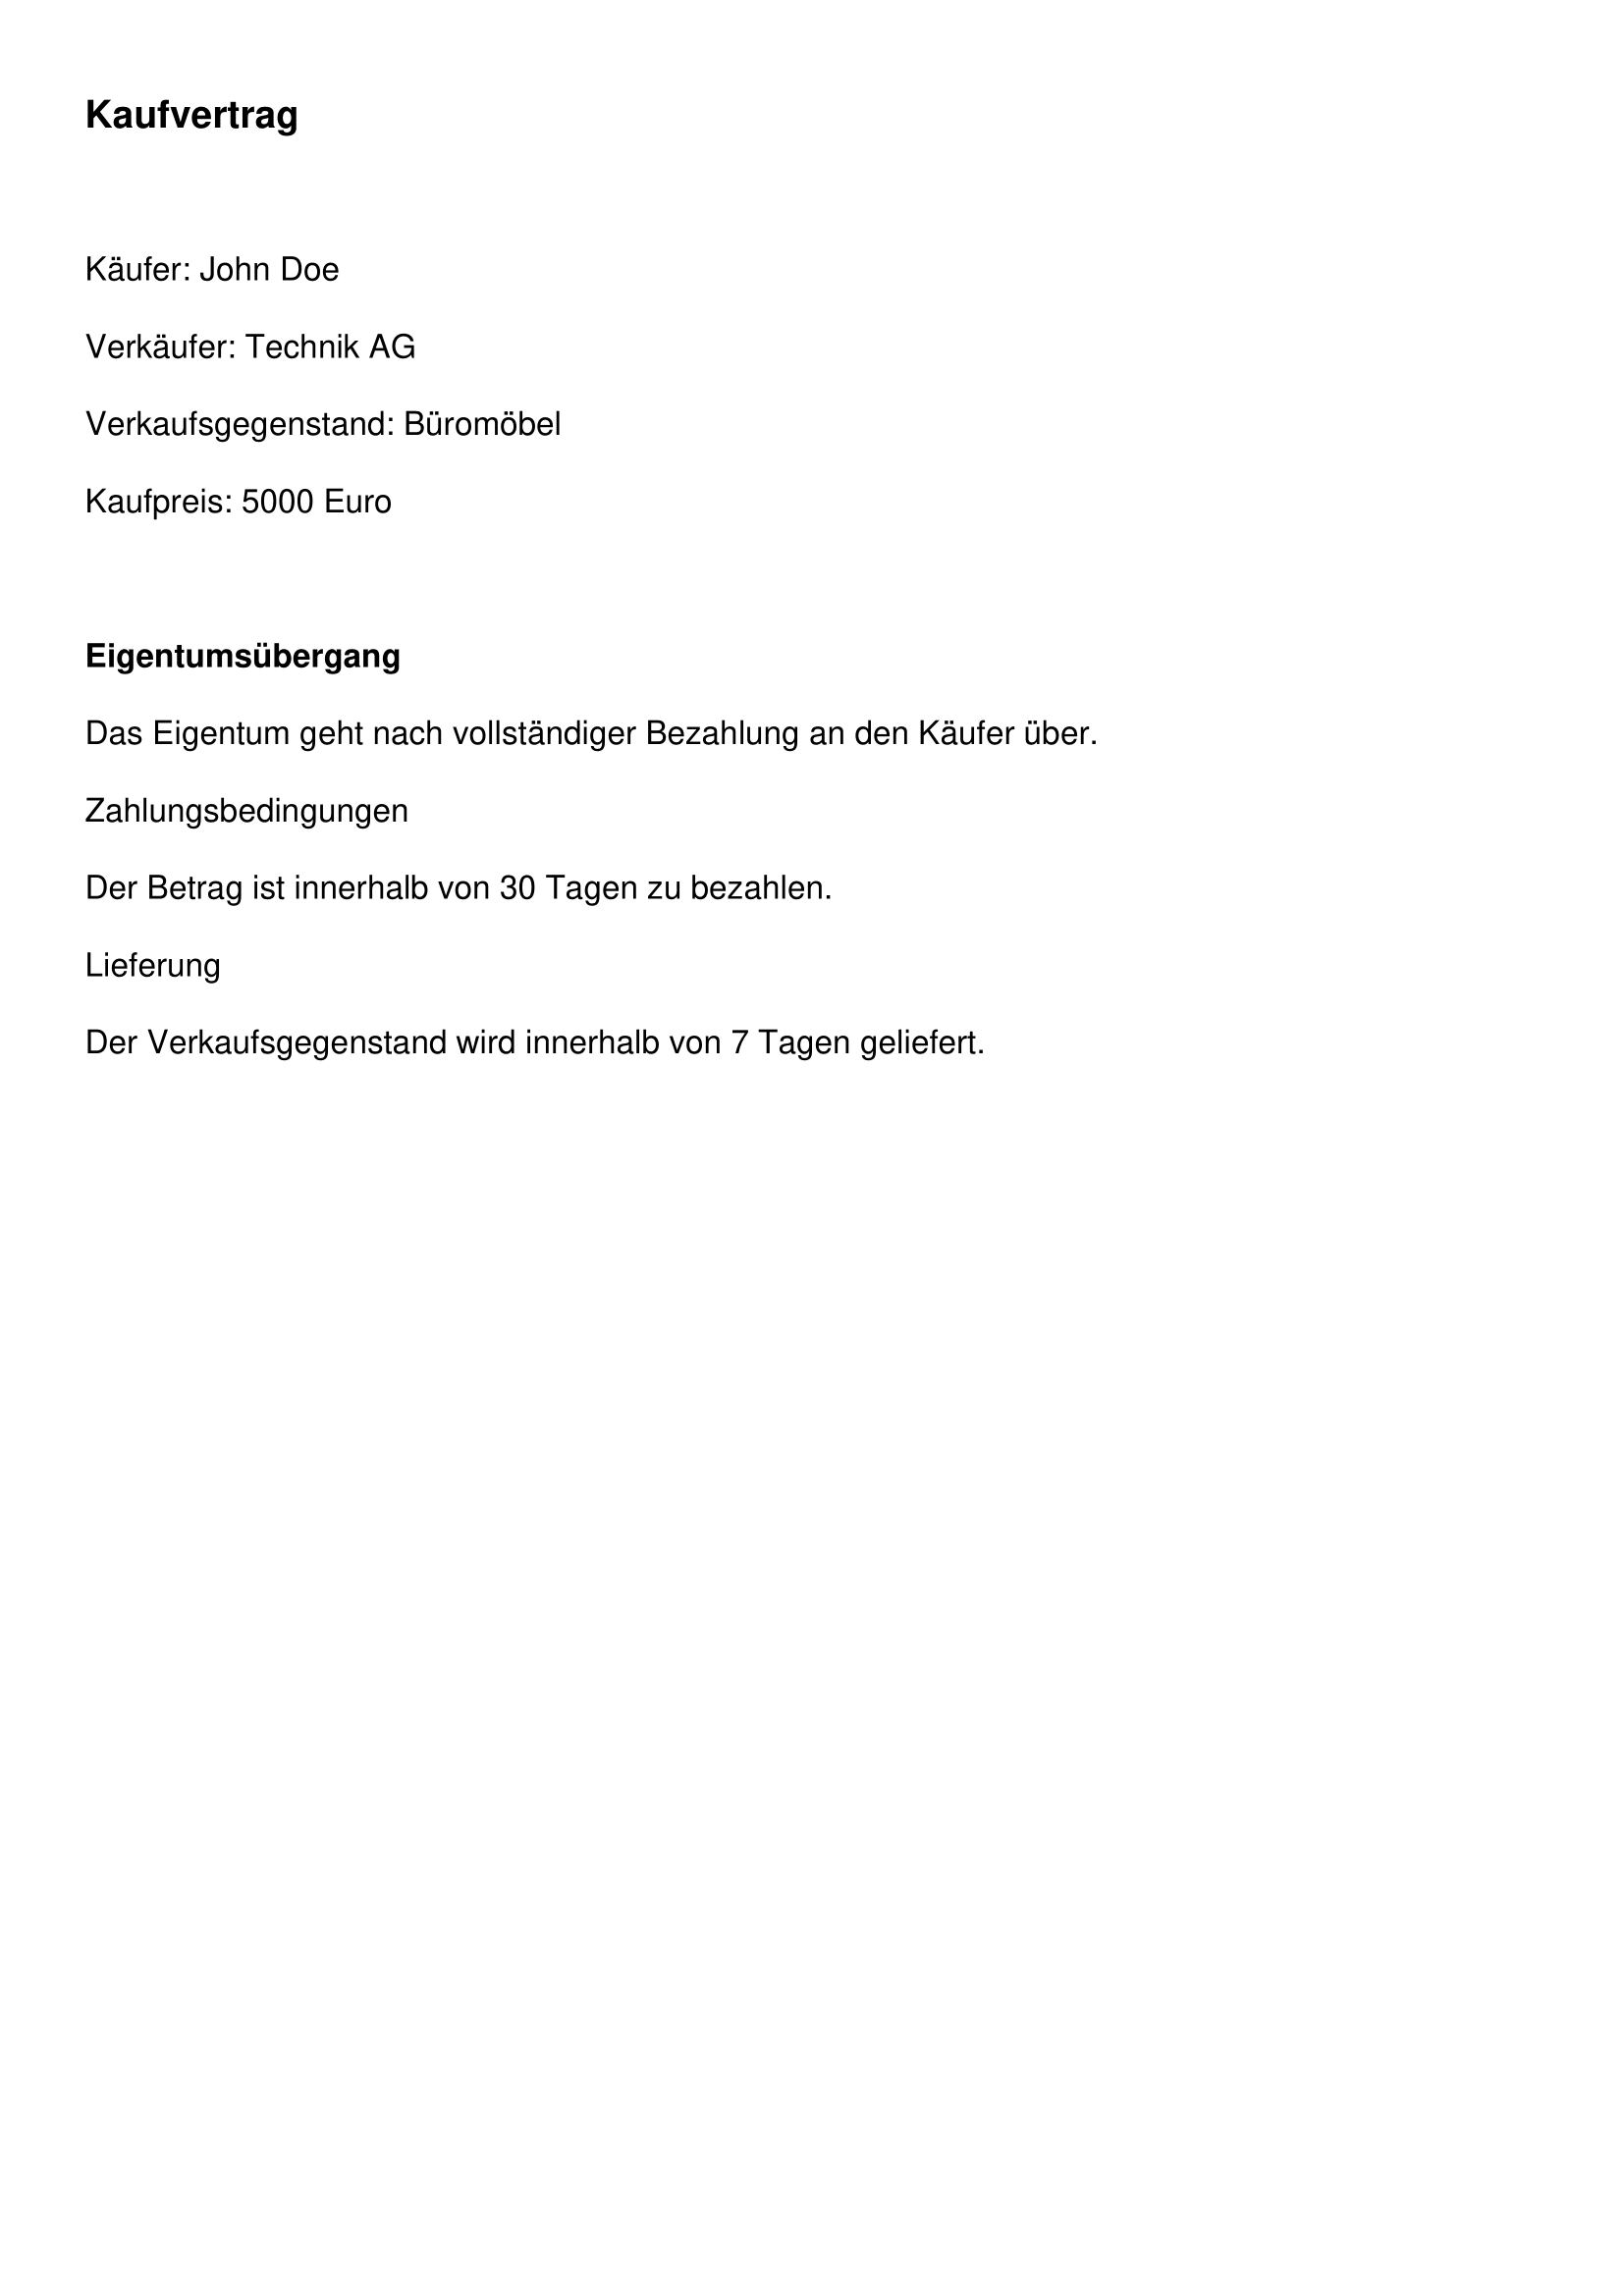 Kaufvertrag
Käufer: John Doe
Verkäufer: Technik AG
Verkaufsgegenstand: Büromöbel
Kaufpreis: 5000 Euro
Eigentumsübergang
Das Eigentum geht nach vollständiger Bezahlung an den Käufer über.
Zahlungsbedingungen
Der Betrag ist innerhalb von 30 Tagen zu bezahlen.
Lieferung
Der Verkaufsgegenstand wird innerhalb von 7 Tagen geliefert.